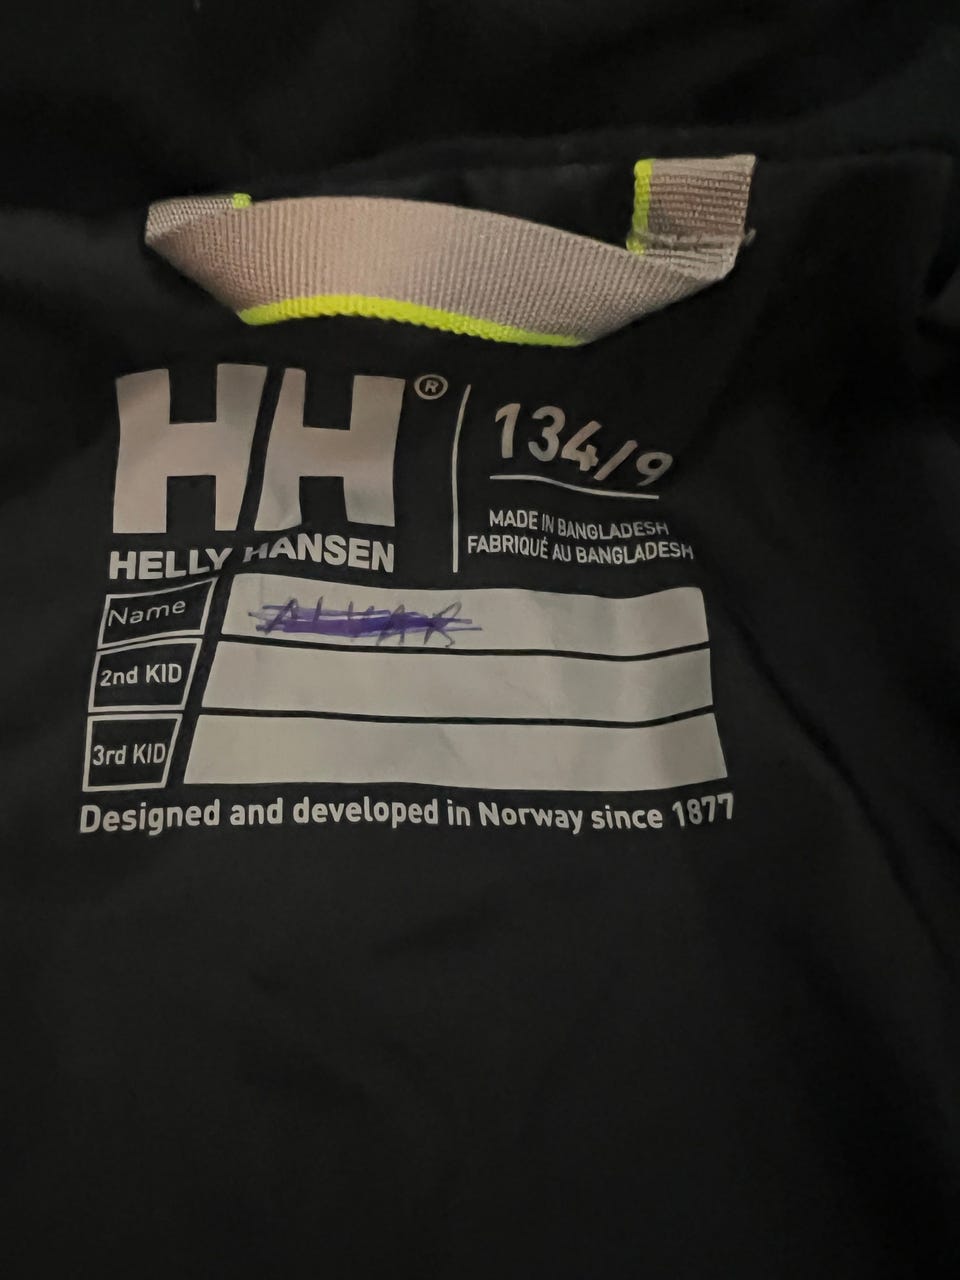 HH®
HELLY HANSEN
134/9
MADE IN BANGLADESH
FABRIQUÉ AU BANGLADESH
Name
2nd KID
3rd KID
Designed and developed in Norway since 1877